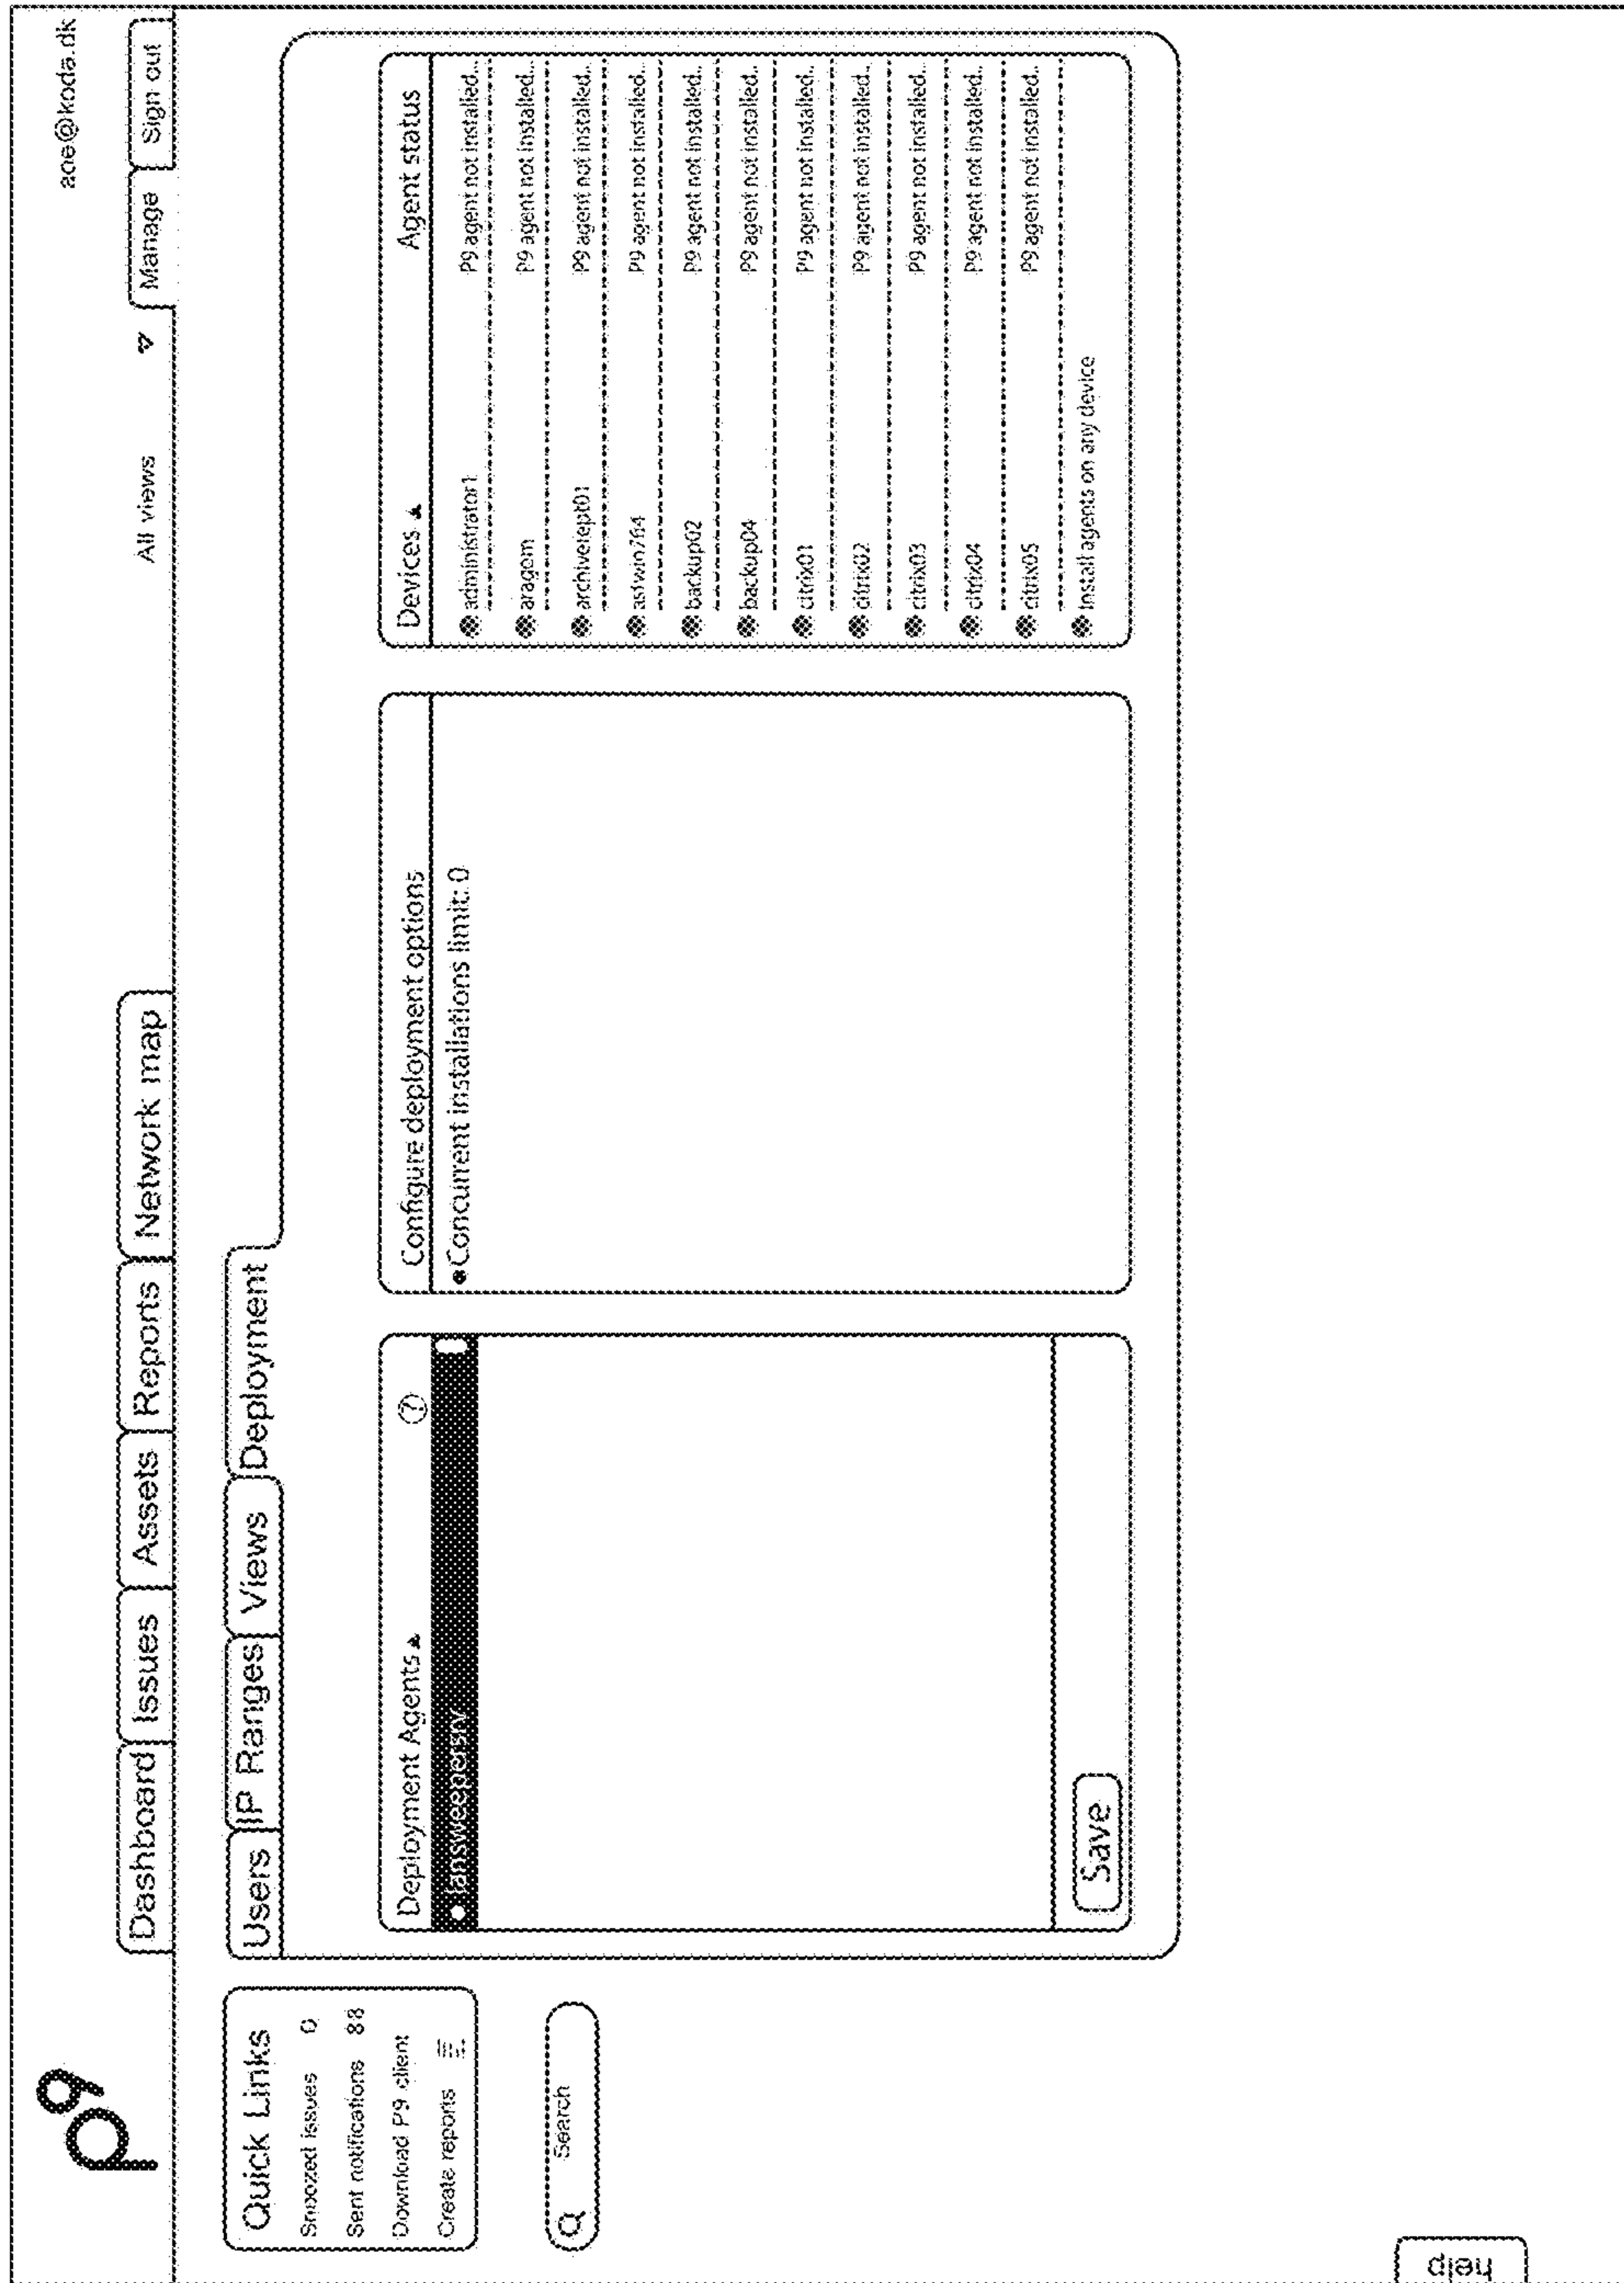 p9
aoe@koda.dk
Dashboard Issues Assets Reports Network map All views Manage Sign out
Quick Links
Snoozed issues 0
Sent notifications 88
Download P9 client
Create reports
Search
Users IP Ranges Views Deployment
Deployment Agents ?
lansweepersrv
Save
Configure deployment options
Concurrent installations limit: 0
Devices Agent status
administrator1 P9 agent not installed...
aragorn P9 agent not installed..
archiverept01 P9 agent not installed..
P9 agent not installed..
backup02 P9 agent not installed..
backup04 P9 agent not installed..
citrix01 P9 agent not installed..
citrix02 P9 agent not installed..
citrix03 P9 agent not installed..
citrix04 P9 agent not installed..
citrix05 P9 agent not installed..
Install agents on any device
help